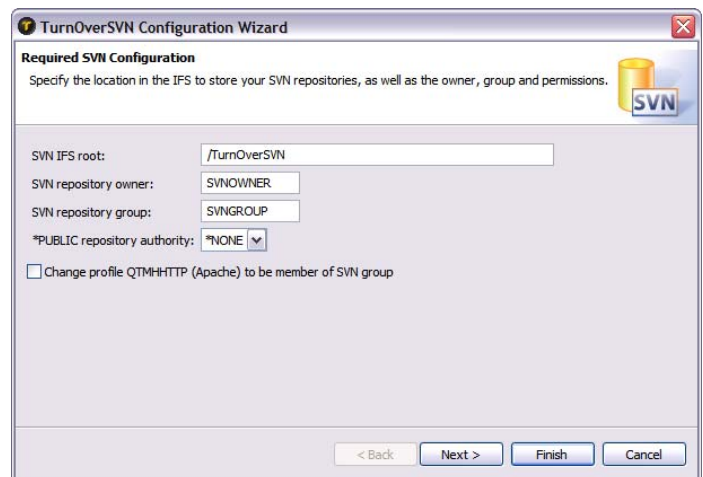 TurnOverSVN Configuration Wizard
Required SVN Configuration
Specify the location in the IFS to store your SVN repositories, as well as the owner, group and permissions.
SVN
SVN IFS root: /TurnOverSVN
SVN repository owner: SVNOWNER
SVN repository group: SVNGROUP
*PUBLIC repository authority: *NONE
Change profile QTMHHTTP (Apache) to be member of SVN group
< Back Next > Finish Cancel